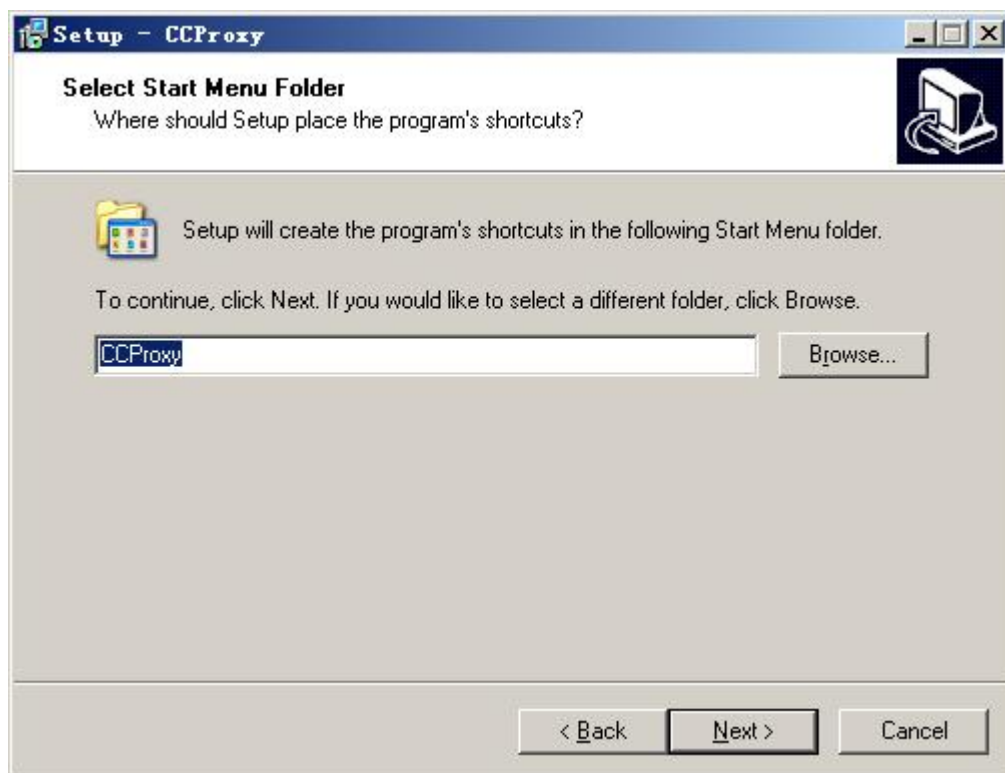 Setup - CCProxy
Select Start Menu Folder
Where should Setup place the program's shortcuts?
Setup will create the program's shortcuts in the following Start Menu folder.
To continue, click Next. If you would like to select a different folder, click Browse.
CCProxy
Browse...
< Back
Next >
Cancel